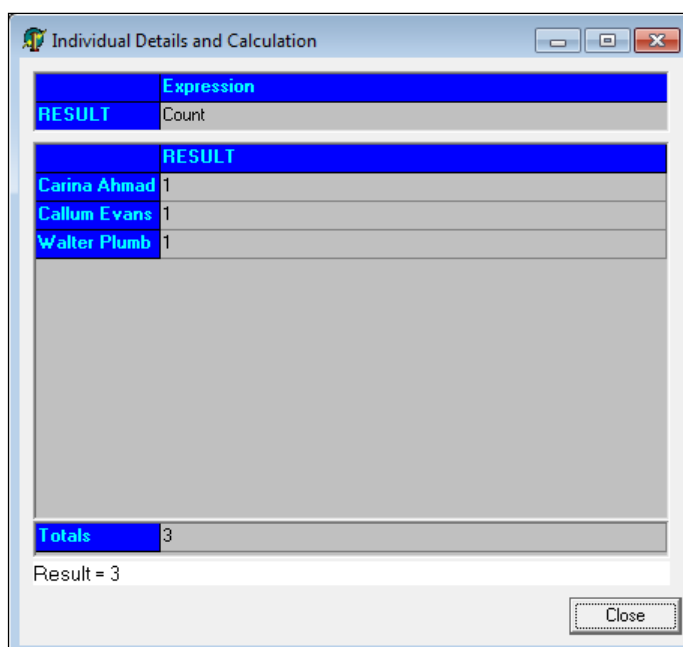 Individual Details and Calculation
Expression
RESULT Count
RESULT
Carina Ahmad 1
Callum Evans 1
Walter Plumb 1
Totals 3
Result = 3
Close